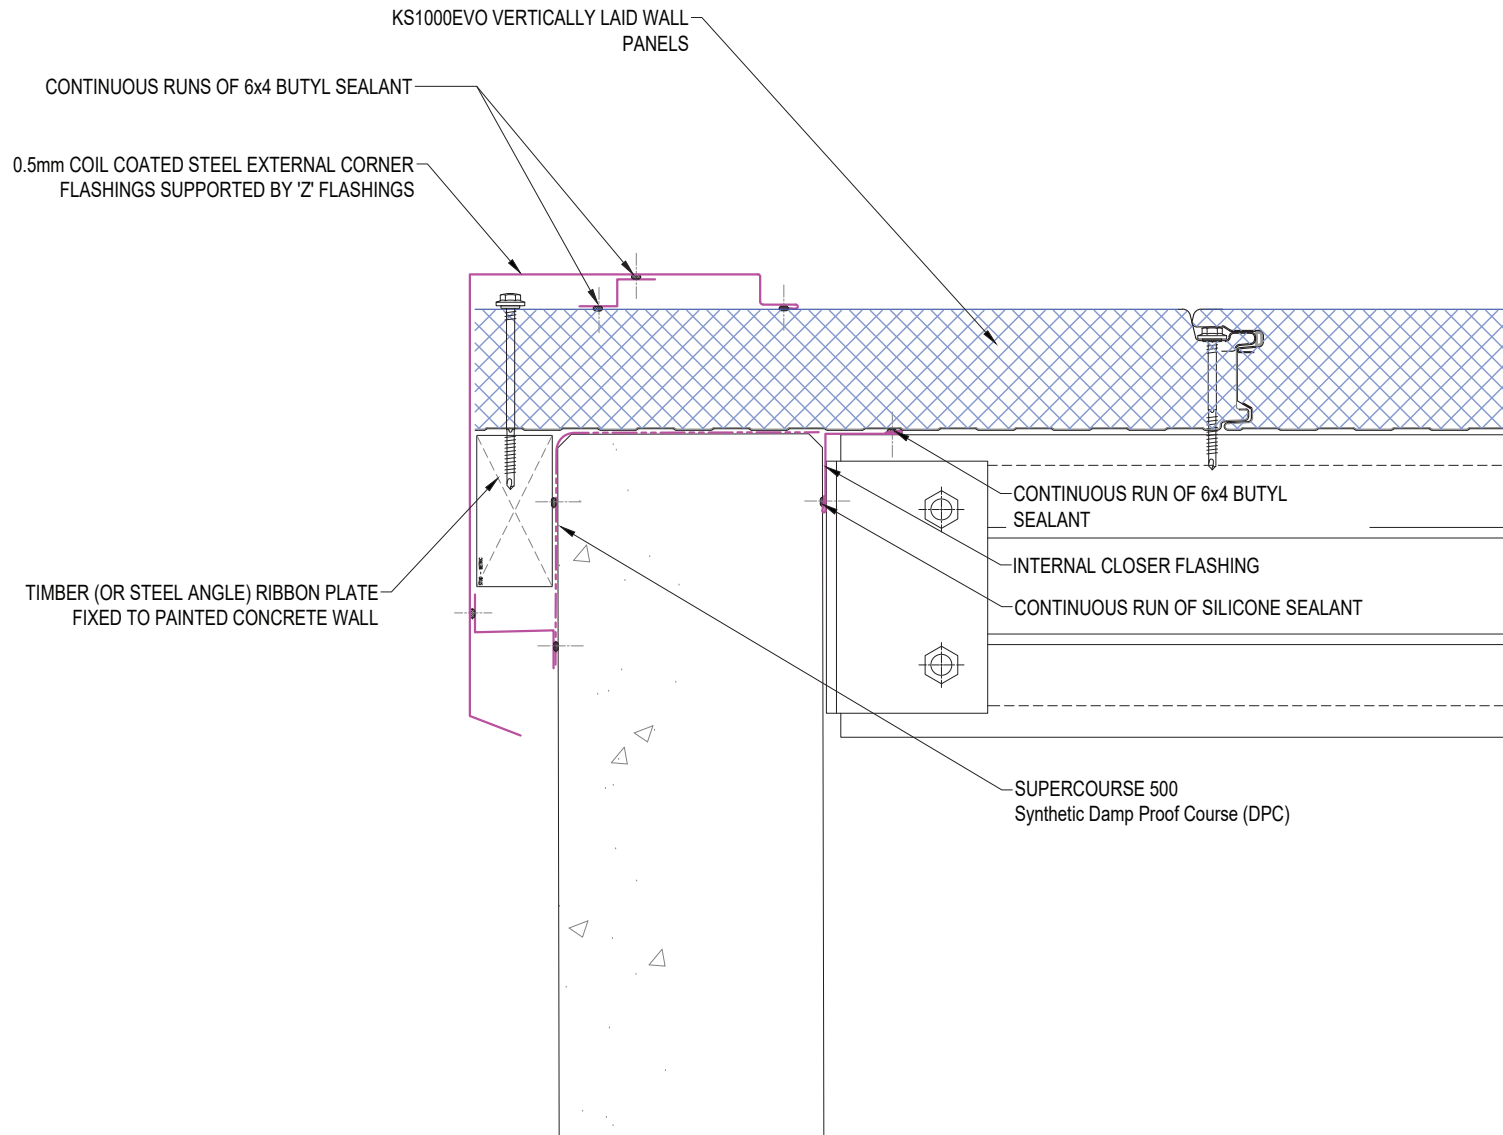 KS1000EVO VERTICALLY LAID WALL
PANELS
CONTINUOUS RUNS OF 6x4 BUTYL SEALANT
0.5mm COIL COATED STEEL EXTERNAL CORNER
FLASHINGS SUPPORTED BY 'Z' FLASHINGS
CONTINUOUS RUN OF 6x4 BUTYL
SEALANT
INTERNAL CLOSER FLASHING
TIMBER (OR STEEL ANGLE) RIBBON PLATE
FIXED TO PAINTED CONCRETE WALL
CONTINUOUS RUN OF SILICONE SEALANT
SUPERCOURSE 500
Synthetic Damp Proof Course (DPC)